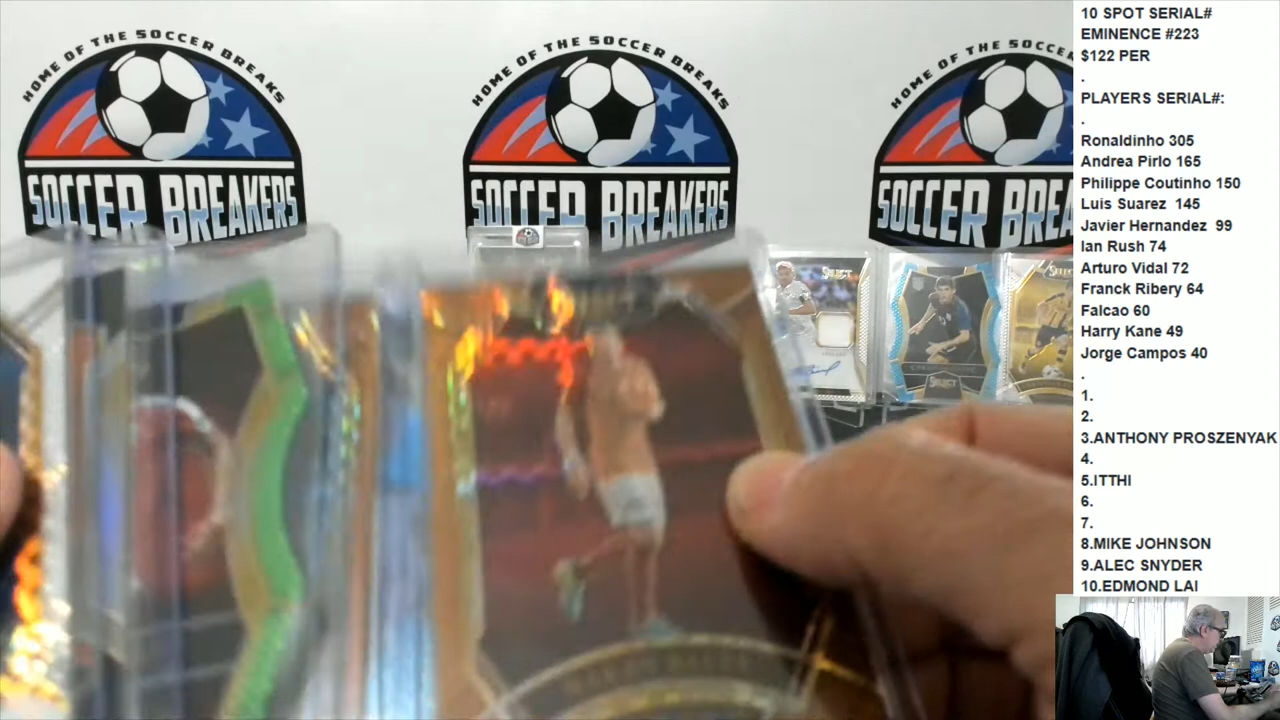 HOME OF THE SOCCER BREAKS
SOCCER BREAKERS
HOME OF THE SOCCER BREAKS
SOCCER BREAKERS
HOME OF THE SOCCE
SOCCER BREA
SELECT
SELECT
10 SPOT SERIAL#
EMINENCE #223
$122 PER
.
PLAYERS SERIAL#:
.
Ronaldinho 305
Andrea Pirlo 165
Philippe Coutinho 150
Luis Suarez 145
Javier Hernandez 99
Ian Rush 74
Arturo Vidal 72
Franck Ribery 64
Falcao 60
Harry Kane 49
Jorge Campos 40
.
1.
2.
3.ANTHONY PROSZENYAK
4.
5.ITTHI
6.
7.
8.MIKE JOHNSON
9.ALEC SNYDER
10.EDMOND LAI